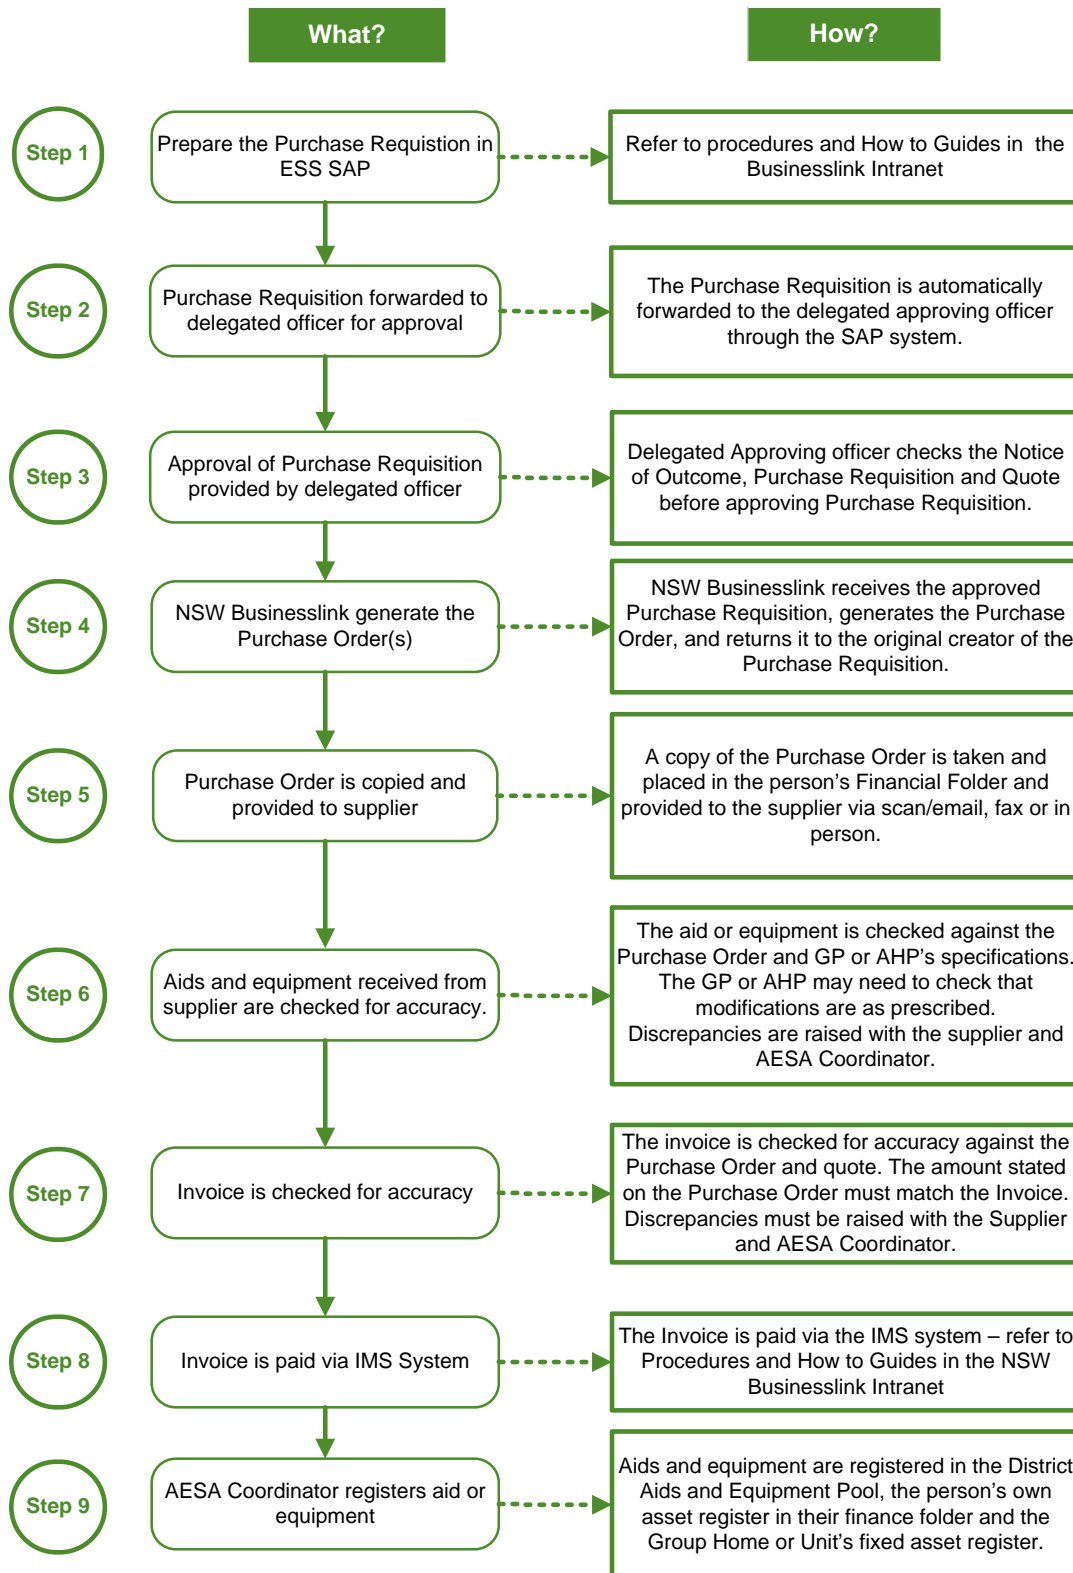 What?
How?
Step 1
Prepare the Purchase Requistion in
ESS SAP
Refer to procedures and How to Guides in the
Businesslink Intranet
Step 2
Purchase Requisition forwarded to
delegated officer for approval
The Purchase Requisition is automatically
forwarded to the delegated approving officer
through the SAP system.
Step 3
Approval of Purchase Requisition
provided by delegated officer
Delegated Approving officer checks the Notice
of Outcome, Purchase Requisition and Quote
before approving Purchase Requisition.
Step 4
NSW Businesslink generate the
Purchase Order(s)
NSW Businesslink receives the approved
Purchase Requisition, generates the Purchase
Order, and returns it to the original creator of the
Purchase Requisition.
Step 5
Purchase Order is copied and
provided to supplier
A copy of the Purchase Order is taken and
placed in the person's Financial Folder and
provided to the supplier via scan/email, fax or in
person.
Step 6
Aids and equipment received from
supplier are checked for accuracy.
The aid or equipment is checked against the
Purchase Order and GP or AHP's specifications.
The GP or AHP may need to check that
modifications are as prescribed.
Discrepancies are raised with the supplier and
AESA Coordinator.
Step 7
Invoice is checked for accuracy
The invoice is checked for accuracy against the
Purchase Order and quote. The amount stated
on the Purchase Order must match the Invoice.
Discrepancies must be raised with the Supplier
and AESA Coordinator.
Step 8
Invoice is paid via IMS System
The Invoice is paid via the IMS system – refer to
Procedures and How to Guides in the NSW
Businesslink Intranet
Step 9
AESA Coordinator registers aid or
equipment
Aids and equipment are registered in the District
Aids and Equipment Pool, the person's own
asset register in their finance folder and the
Group Home or Unit's fixed asset register.